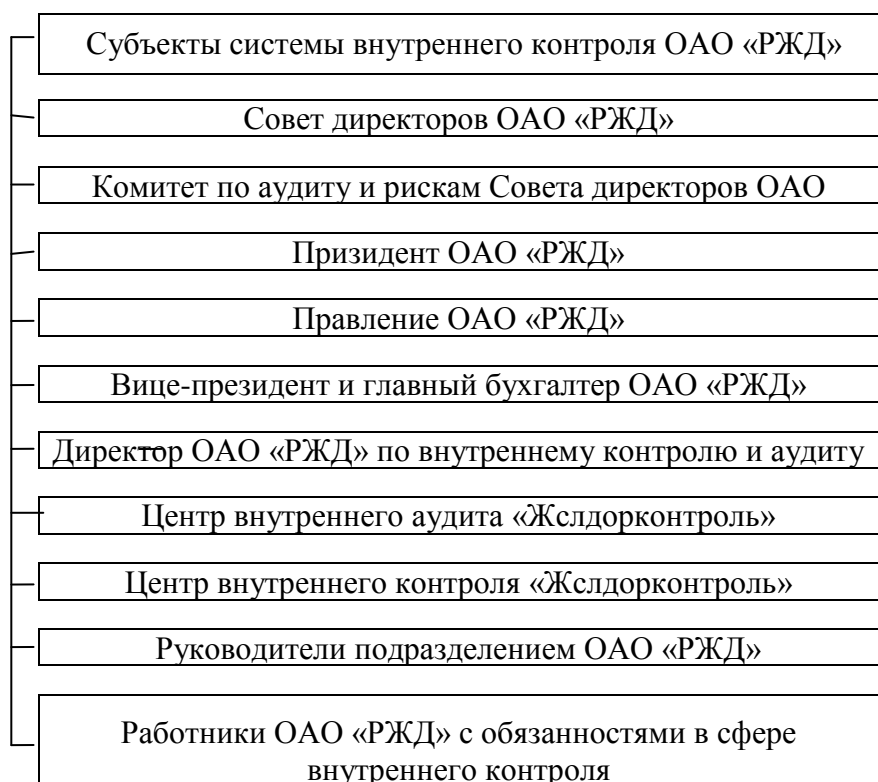 Субъекты системы внутреннего контроля ОАО «РЖД»
Совет директоров ОАО «РЖД»
Комитет по аудиту и рискам Совета директоров ОАО
Призидент ОАО «РЖД»
Правление ОАО «РЖД»
Вице-президент и главный бухгалтер ОАО «РЖД»
Директор ОАО «РЖД» по внутреннему контролю и аудиту
Центр внутреннего аудита «Жслдорконтроль»
Центр внутреннего контроля «Жслдорконтроль»
Руководители подразделением ОАО «РЖД»
Работники ОАО «РЖД» с обязанностями в сфере
внутреннего контроля